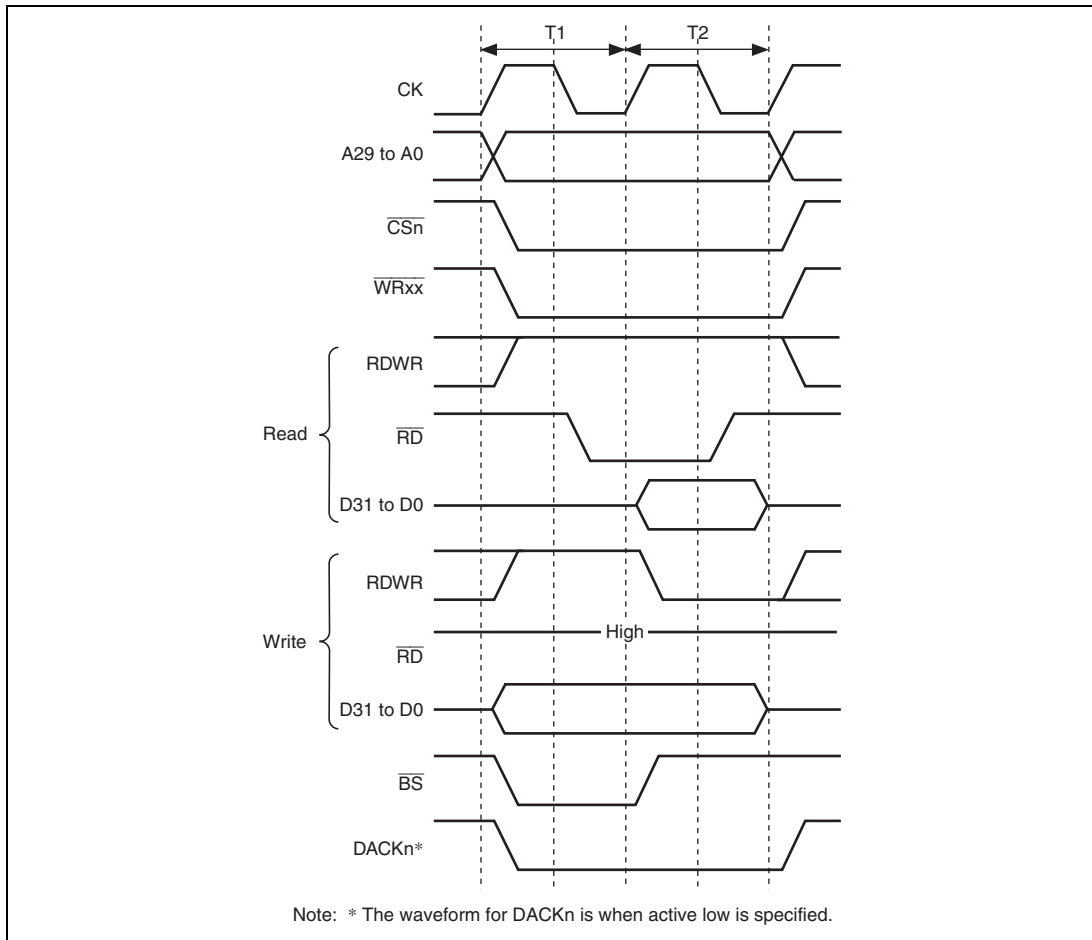 T1 T2
CK
A29 to A0
CSn
WRxx
RDWR
Read
RD
D31 to D0
RDWR
High
Write
RD
D31 to D0
BS
DACKn*
Note: * The waveform for DACKn is when active low is specified.